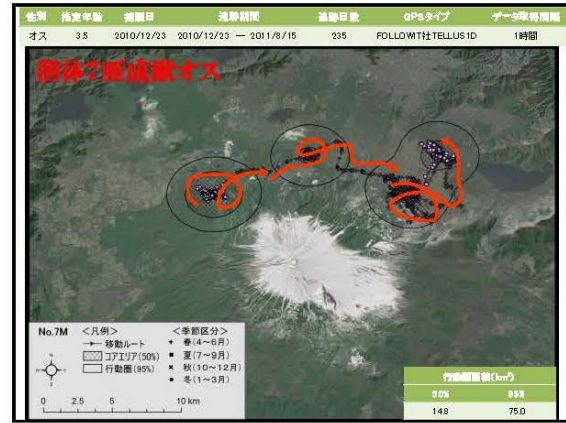 性別 推定年齢 捕獲日 追跡期間 追跡日数 GPSタイプ データ取得間隔
オス 3.5 2010/12/23 2010/12/23 ー 2011/8/15 235 FOLLOWIT社TELLUS1D 1時間
個体7亜成獣オス
No.7M <凡例> <季節区分>
移動ルート 春(4~6月)
コアエリア(50%) 夏(7~9月)
行動圏(95%) 秋(10~12月)
冬(1~3月)
0 2.5 5 10 km
行動圏面積(km²)
50% 95%
14.8 75.0